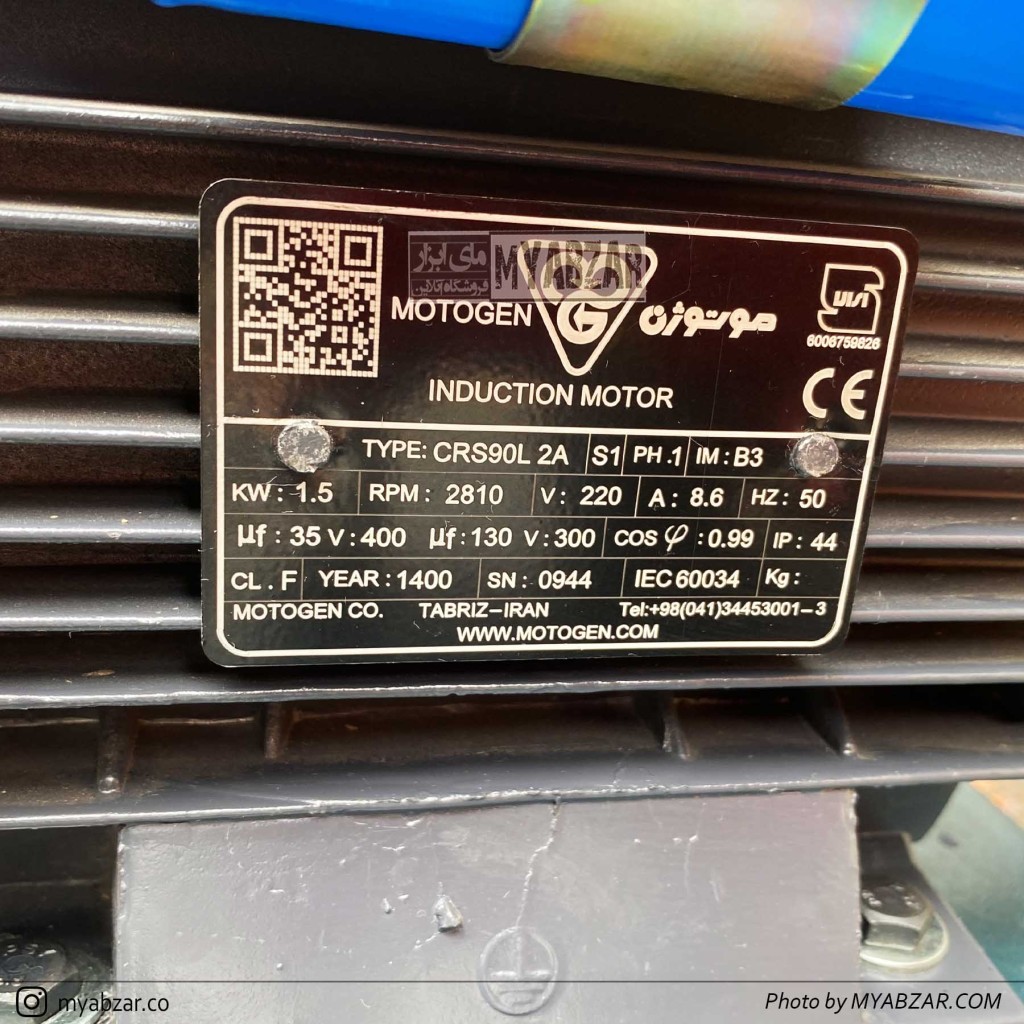 مای ابزار MYABZAR
فروشگاه آنلاین
MOTOGEN G موتوژن
6006759826
INDUCTION MOTOR CE
TYPE: CRS90L 2A S1 PH.1 IM: B3
KW: 1.5 RPM: 2810 V: 220 A: 8.6 HZ: 50
µf: 35 V: 400 µf: 130 V: 300 COS φ: 0.99 IP: 44
CL. F YEAR: 1400 SN: 0944 IEC 60034 Kg:
MOTOGEN CO. TABRIZ-IRAN Tel:+98(041)34453001-3
WWW.MOTOGEN.COM
myabzar.co Photo by MYABZAR.COM